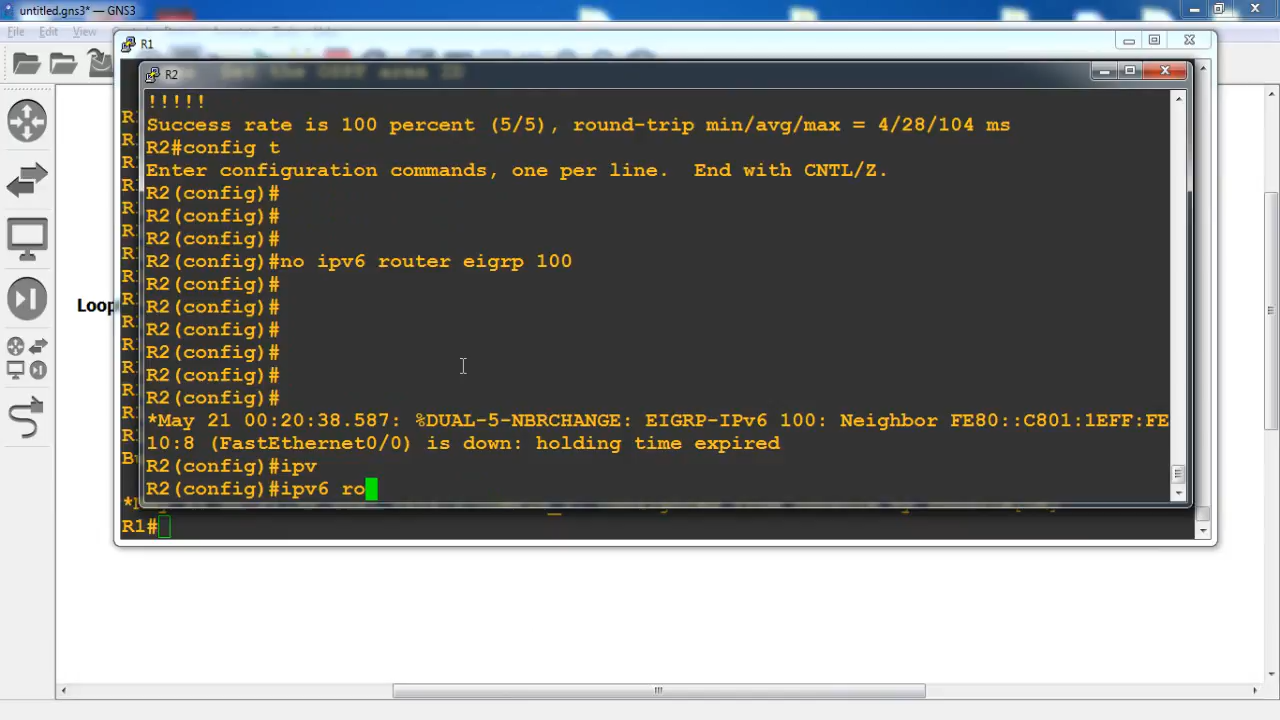 untitled.gns3* — GNS3
File Edit View
R1
R2
!!!!!
Success rate is 100 percent (5/5), round-trip min/avg/max = 4/28/104 ms
R2#config t
Enter configuration commands, one per line.  End with CNTL/Z.
R2(config)#
R2(config)#
R2(config)#
R2(config)#no ipv6 router eigrp 100
R2(config)#
R2(config)#
R2(config)#
R2(config)#
R2(config)#
R2(config)#
*May 21 00:20:38.587: %DUAL-5-NBRCHANGE: EIGRP-IPv6 100: Neighbor FE80::C801:1EFF:FE
10:8 (FastEthernet0/0) is down: holding time expired
R2(config)#ipv
R2(config)#ipv6 ro
R1#
Loop